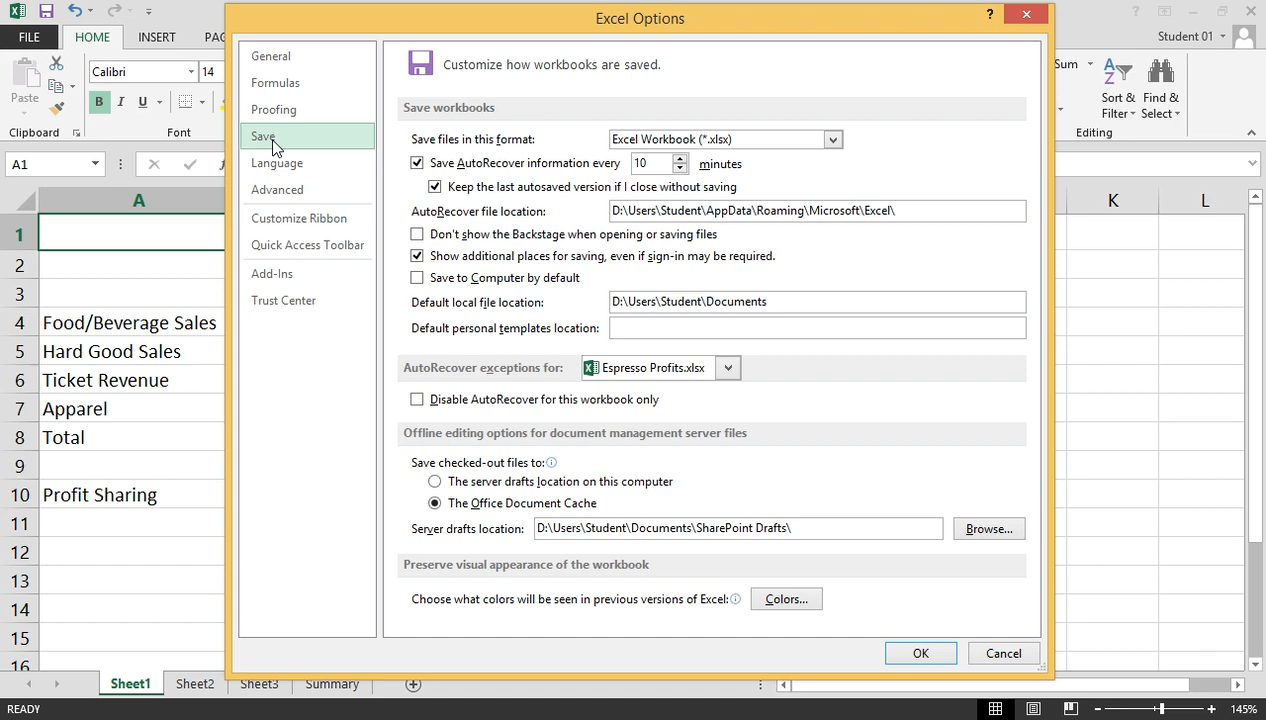 Excel Options
?
FILE HOME INSERT PA
Student 01
Calibri 14
Paste
B I U
Sum
Sort & Filter
Find & Select
Clipboard Font Editing
A1
A K L
1
2
3
4 Food/Beverage Sales
5 Hard Good Sales
6 Ticket Revenue
7 Apparel
8 Total
9
10 Profit Sharing
11
12
13
14
15
16
General
Formulas
Proofing
Save
Language
Advanced
Customize Ribbon
Quick Access Toolbar
Add-Ins
Trust Center
Customize how workbooks are saved.
Save workbooks
Save files in this format: Excel Workbook (*.xlsx)
Save AutoRecover information every 10 minutes
Keep the last autosaved version if I close without saving
AutoRecover file location: D:\Users\Student\AppData\Roaming\Microsoft\Excel\
Don't show the Backstage when opening or saving files
Show additional places for saving, even if sign-in may be required.
Save to Computer by default
Default local file location: D:\Users\Student\Documents
Default personal templates location:
AutoRecover exceptions for: Espresso Profits.xlsx
Disable AutoRecover for this workbook only
Offline editing options for document management server files
Save checked-out files to:
The server drafts location on this computer
The Office Document Cache
Server drafts location: D:\Users\Student\Documents\SharePoint Drafts\ Browse...
Preserve visual appearance of the workbook
Choose what colors will be seen in previous versions of Excel: Colors...
OK Cancel
Sheet1 Sheet2 Sheet3 Summary
READY 145%